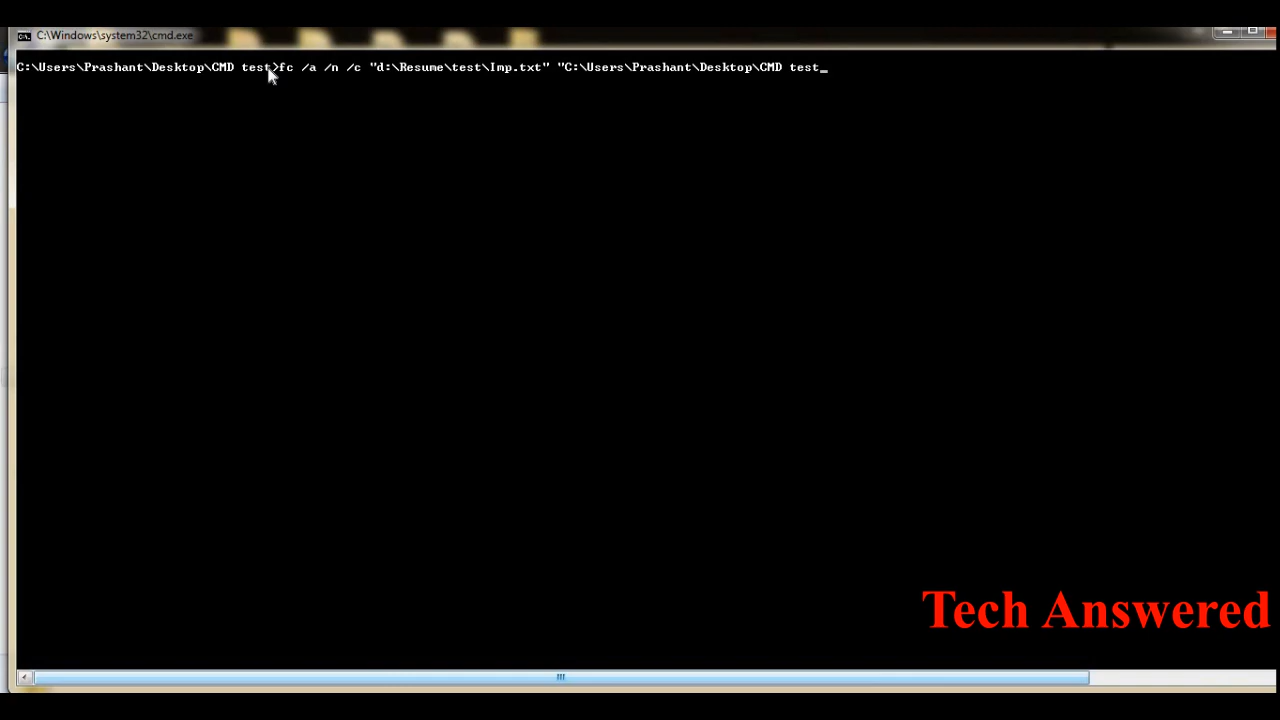 C:\Windows\system32\cmd.exe
C:\Users\Prashant\Desktop\CMD test>fc /a /n /c "d:\Resume\test\Imp.txt" "C:\Users\Prashant\Desktop\CMD test_
Tech Answered